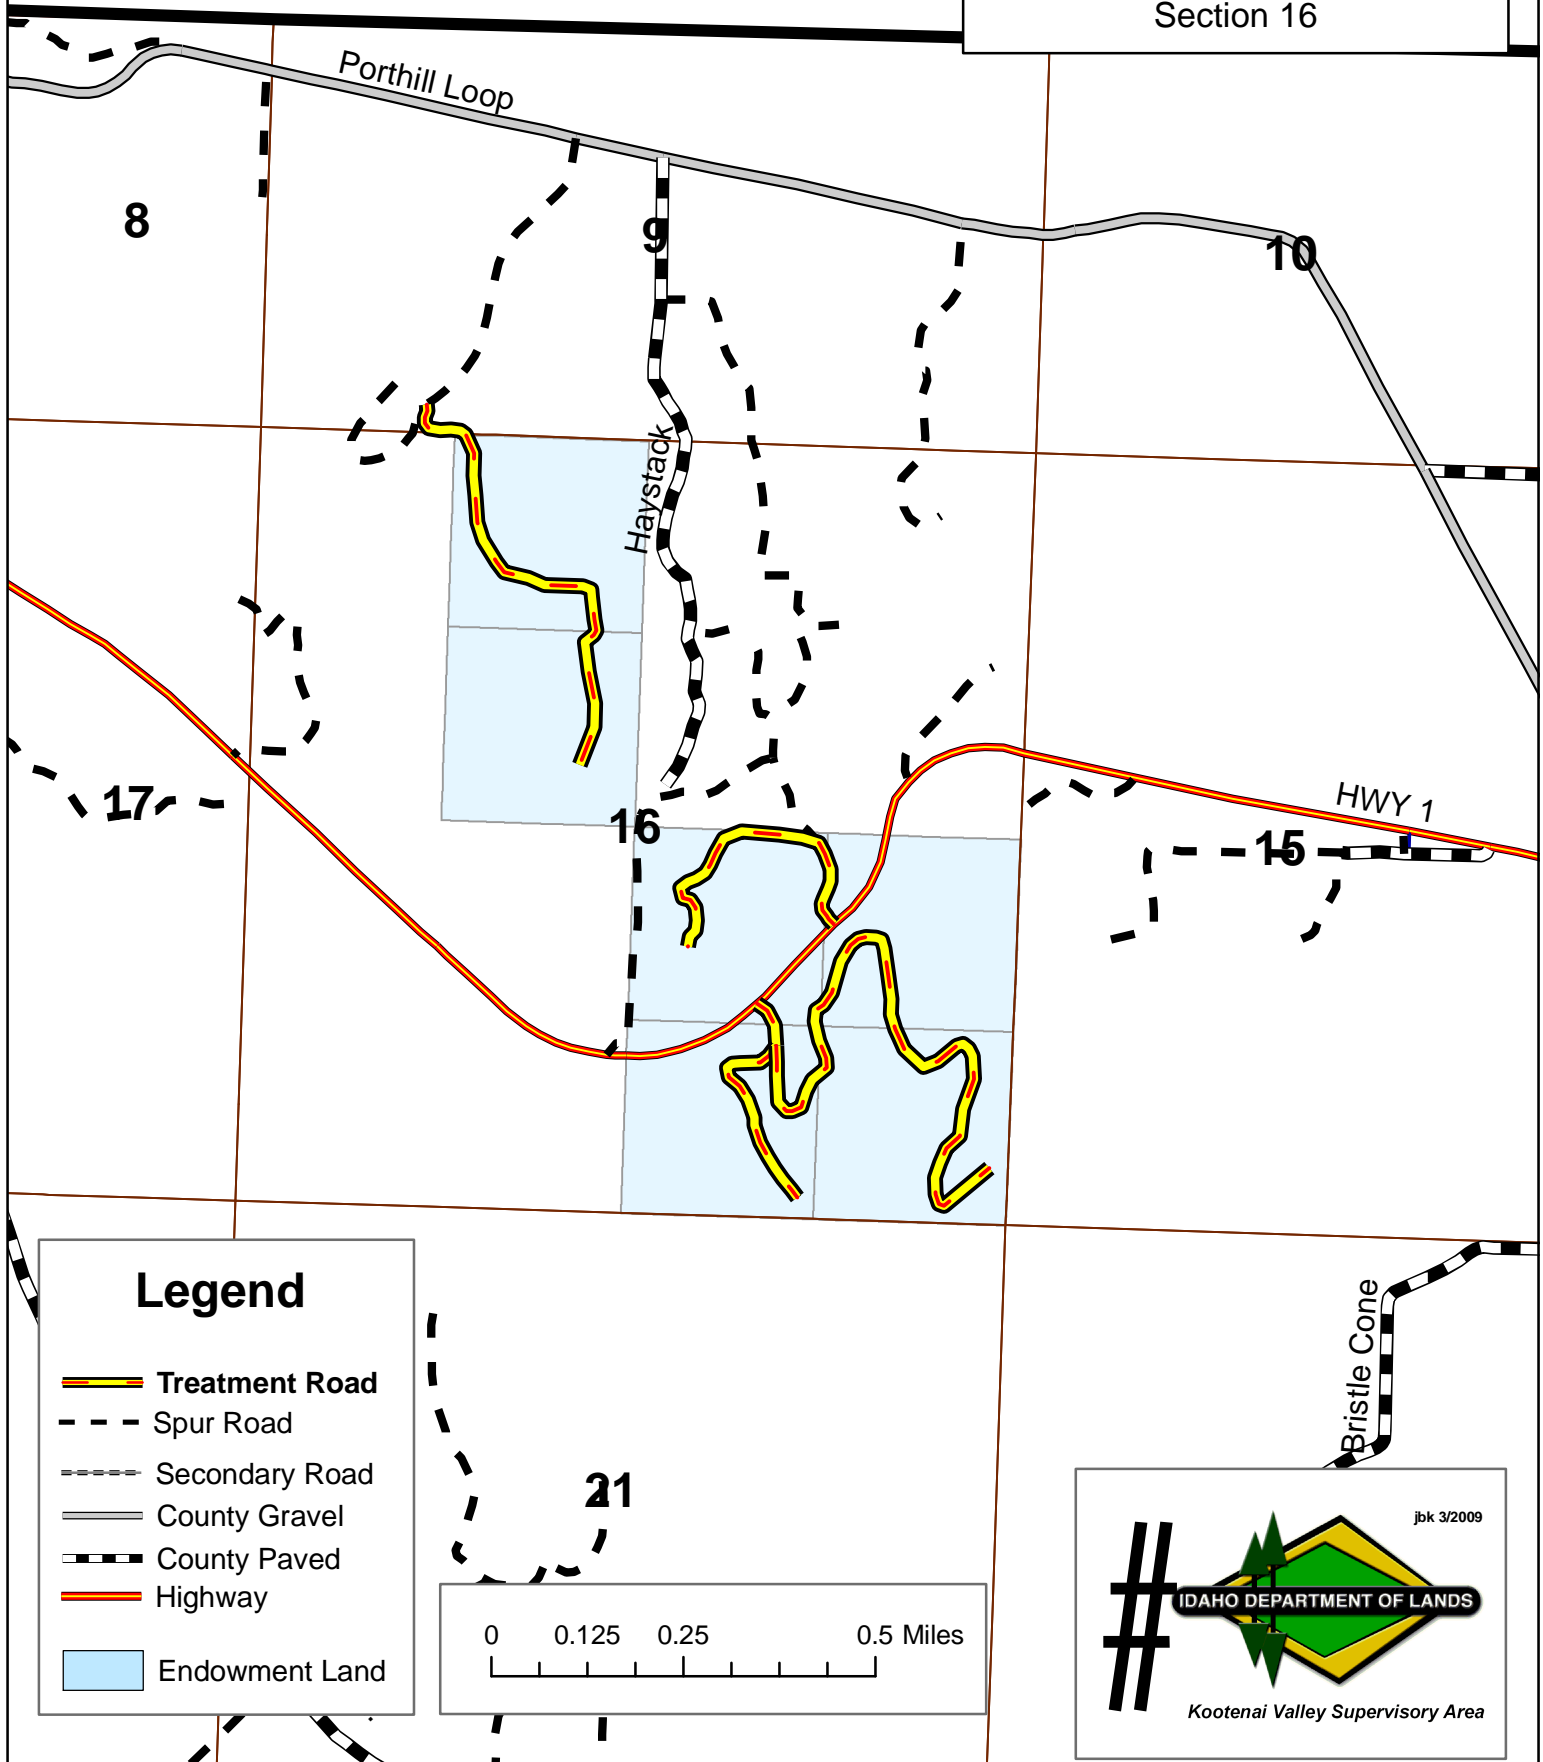 Section 16
Porthill Loop
8
9
10
Haystack
17
16
HWY 1
15
Bristle Cone
21
Legend
Treatment Road
Spur Road
Secondary Road
County Gravel
County Paved
Highway
Endowment Land
0 0.125 0.25 0.5 Miles
jbk 3/2009
#
IDAHO DEPARTMENT OF LANDS
Kootenai Valley Supervisory Area